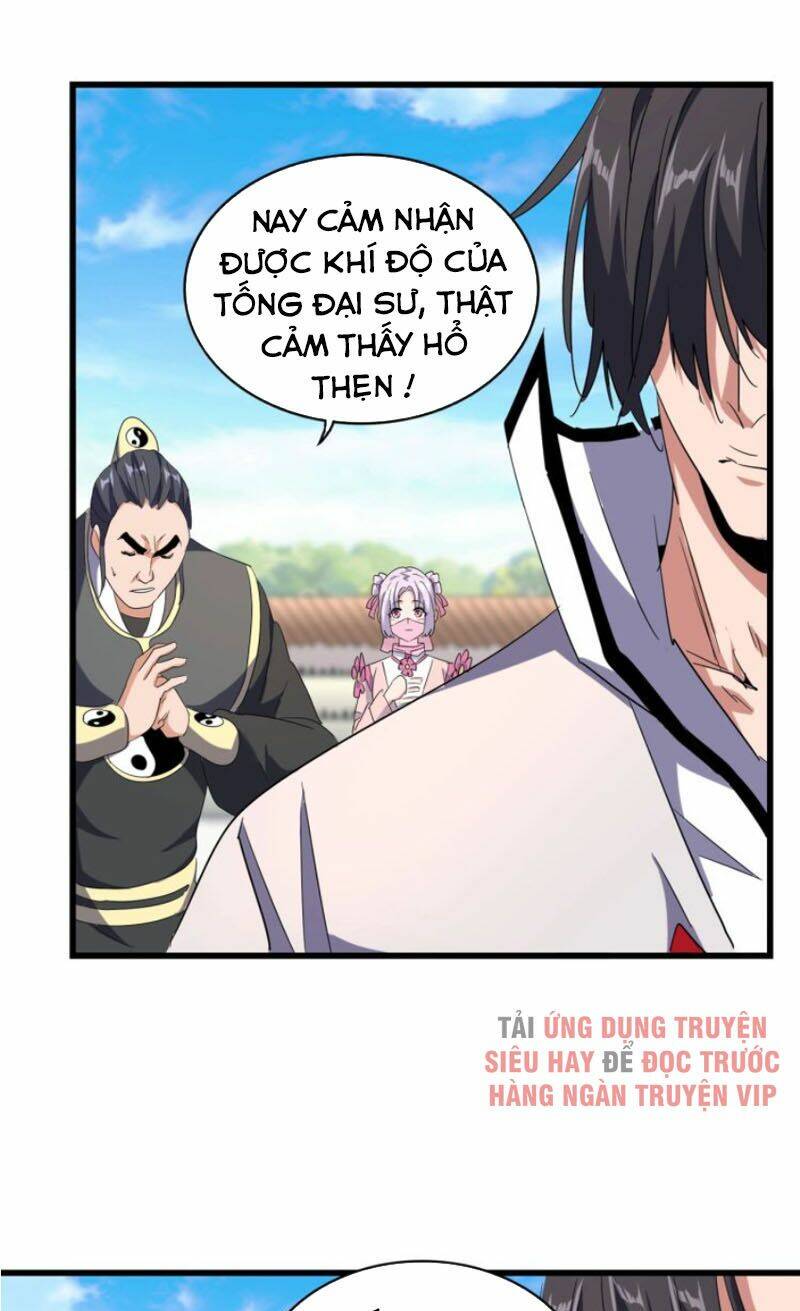 NAY CẢM NHẬN
ĐƯỢC KHÍ ĐỘ CỦA
TỐNG ĐẠI SƯ, THẬT
CẢM THẤY HỔ
THẸN !
TẢI ỨNG DỤNG TRUYỆN
SIÊU HAY ĐỂ ĐỌC TRƯỚC
HÀNG NGÀN TRUYỆN VIP